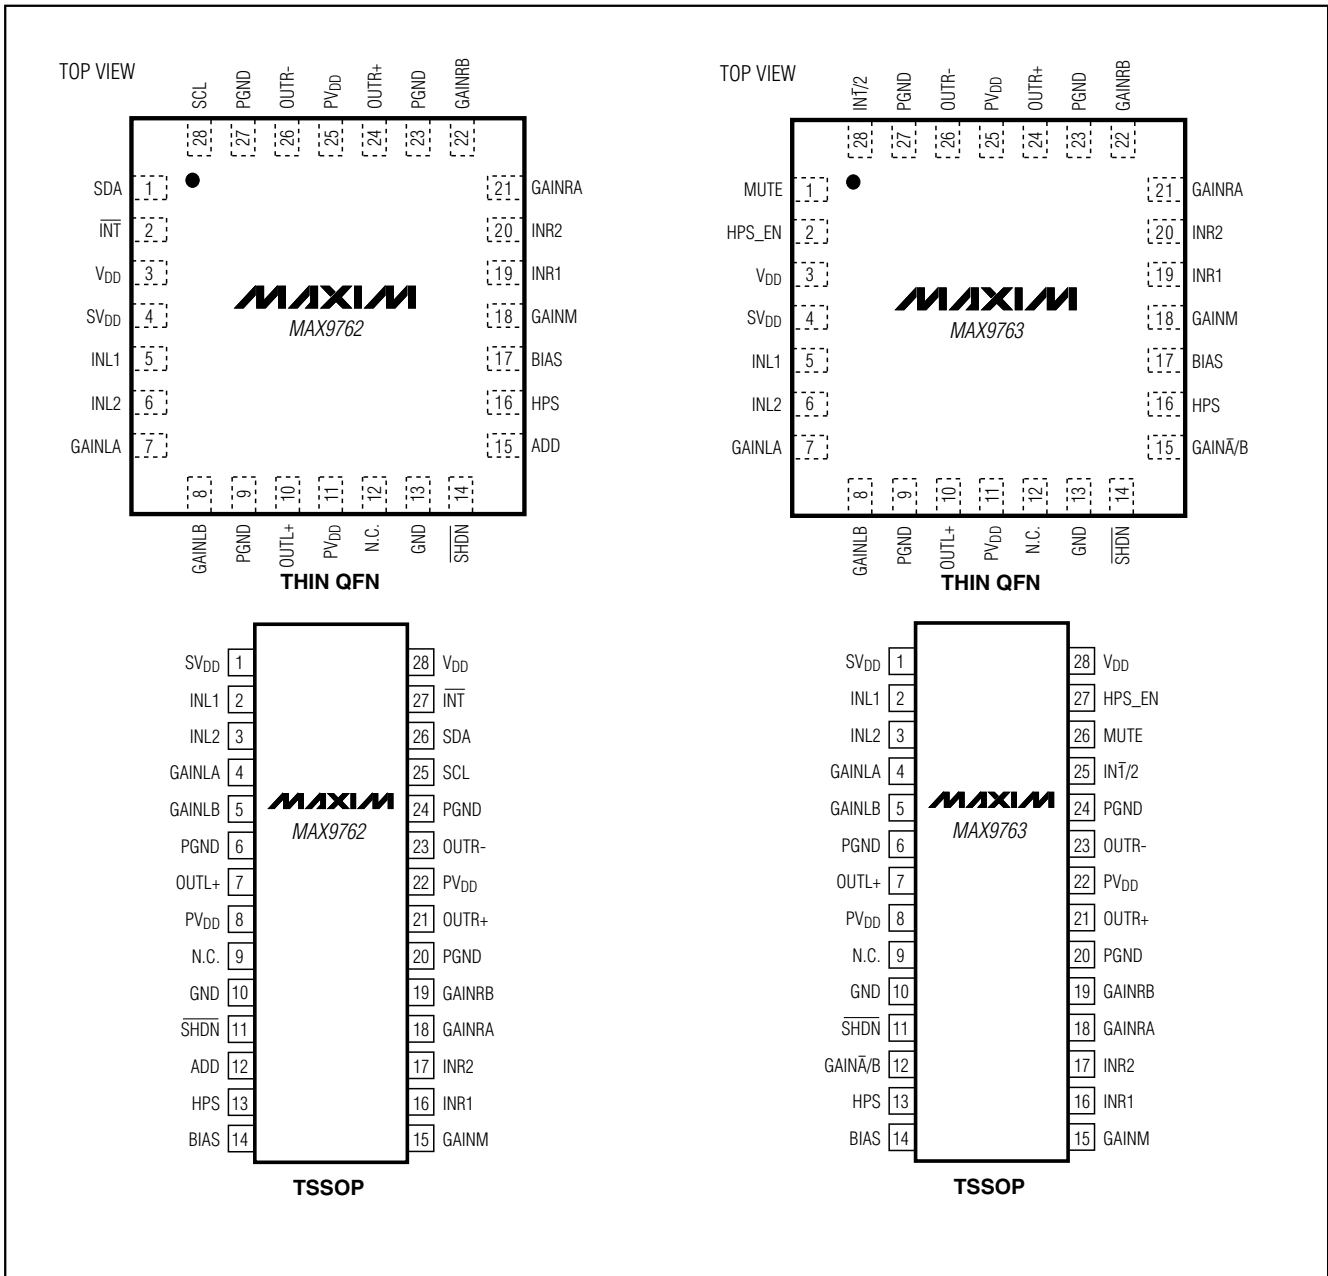 TOP VIEW
SCL
PGND
OUTR-
PVDD
OUTR+
PGND
GAINRB
28 27 26 25 24 23 22
SDA 1
I̅N̅T̅ 2
VDD 3
SVDD 4
INL1 5
INL2 6
GAINLA 7
21 GAINRA
20 INR2
19 INR1
18 GAINM
17 BIAS
16 HPS
15 ADD
MAXIM
MAX9762
8 9 10 11 12 13 14
GAINLB
PGND
OUTL+
PVDD
N.C.
GND
S̅H̅D̅N̅
THIN QFN
TOP VIEW
IN1̅/2
PGND
OUTR-
PVDD
OUTR+
PGND
GAINRB
28 27 26 25 24 23 22
MUTE 1
HPS_EN 2
VDD 3
SVDD 4
INL1 5
INL2 6
GAINLA 7
21 GAINRA
20 INR2
19 INR1
18 GAINM
17 BIAS
16 HPS
15 GAINA̅/B
MAXIM
MAX9763
8 9 10 11 12 13 14
GAINLB
PGND
OUTL+
PVDD
N.C.
GND
S̅H̅D̅N̅
THIN QFN
SVDD 1
INL1 2
INL2 3
GAINLA 4
GAINLB 5
PGND 6
OUTL+ 7
PVDD 8
N.C. 9
GND 10
S̅H̅D̅N̅ 11
ADD 12
HPS 13
BIAS 14
MAXIM
MAX9762
28 VDD
27 I̅N̅T̅
26 SDA
25 SCL
24 PGND
23 OUTR-
22 PVDD
21 OUTR+
20 PGND
19 GAINRB
18 GAINRA
17 INR2
16 INR1
15 GAINM
TSSOP
SVDD 1
INL1 2
INL2 3
GAINLA 4
GAINLB 5
PGND 6
OUTL+ 7
PVDD 8
N.C. 9
GND 10
S̅H̅D̅N̅ 11
GAINA̅/B 12
HPS 13
BIAS 14
MAXIM
MAX9763
28 VDD
27 HPS_EN
26 MUTE
25 IN1̅/2
24 PGND
23 OUTR-
22 PVDD
21 OUTR+
20 PGND
19 GAINRB
18 GAINRA
17 INR2
16 INR1
15 GAINM
TSSOP